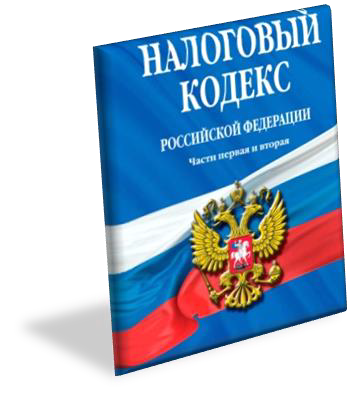 НАЛОГОВЫЙ
КОДЕКС
РОССИЙСКОЙ ФЕДЕРАЦИИ
Части первая и вторая